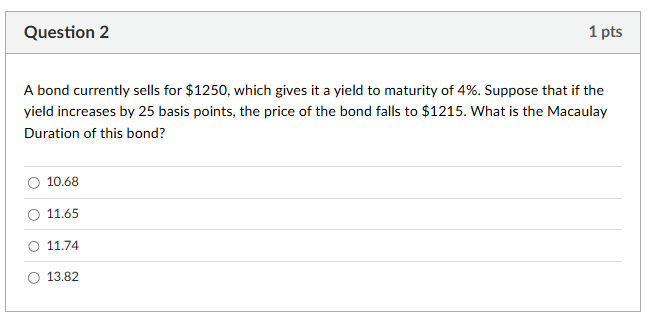 Question 2
1 pts
A bond currently sells for $1250, which gives it a yield to maturity of 4%. Suppose that if the
yield increases by 25 basis points, the price of the bond falls to $1215. What is the Macaulay
Duration of this bond?
10.68
11.65
11.74
13.82